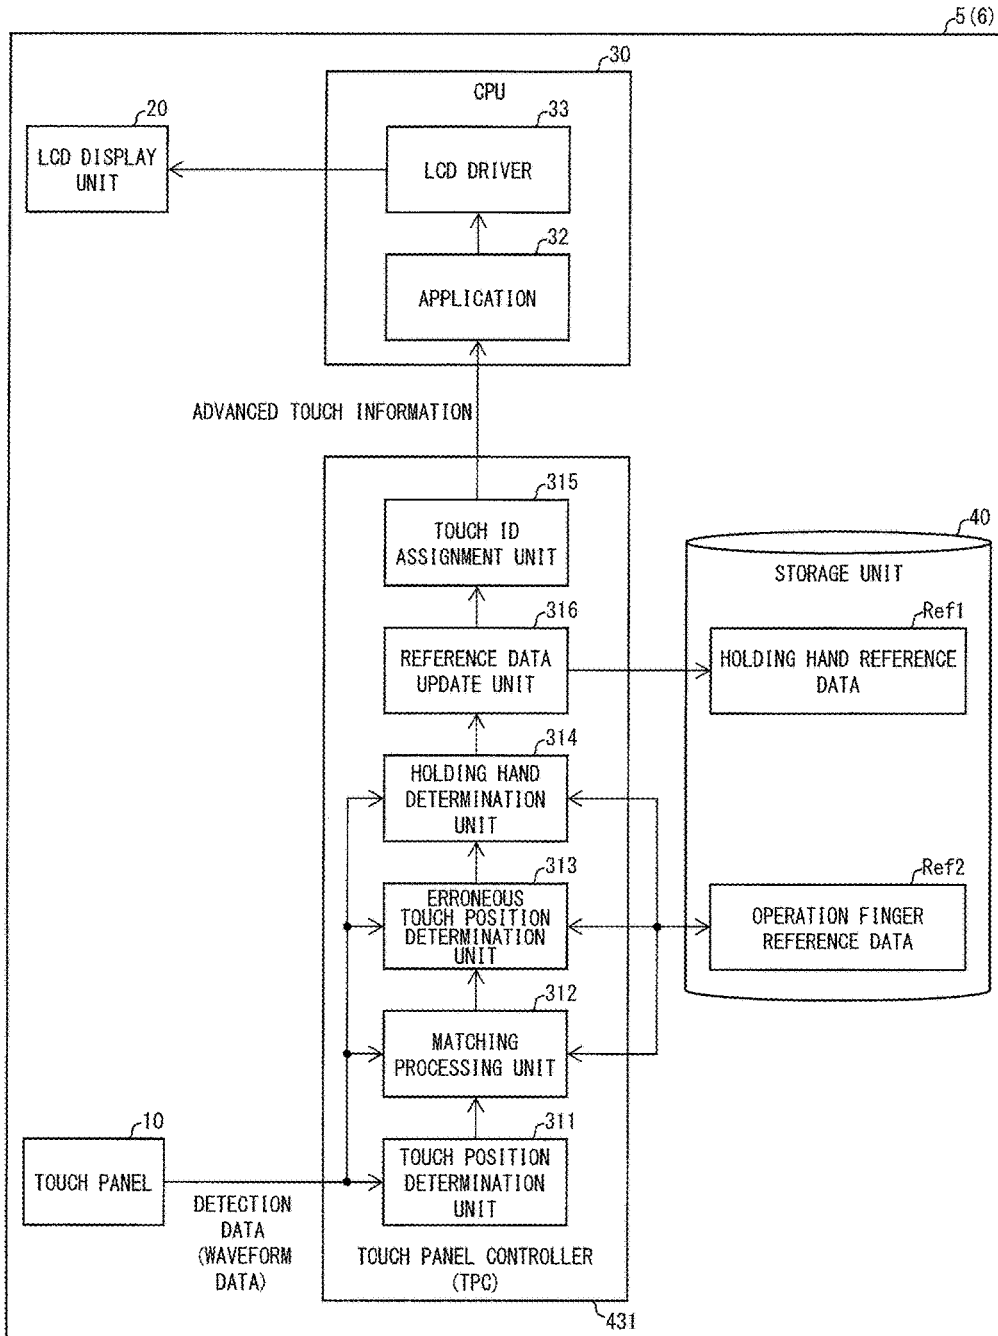 5(6)
30
CPU
20
LCD DISPLAY
UNIT
33
LCD DRIVER
32
APPLICATION
ADVANCED TOUCH INFORMATION
315
TOUCH ID
ASSIGNMENT UNIT
40
STORAGE UNIT
316
REFERENCE DATA
UPDATE UNIT
Ref1
HOLDING HAND REFERENCE
DATA
314
HOLDING HAND
DETERMINATION
UNIT
313
ERRONEOUS
TOUCH POSITION
DETERMINATION
UNIT
Ref2
OPERATION FINGER
REFERENCE DATA
312
MATCHING
PROCESSING UNIT
10
TOUCH PANEL
311
TOUCH POSITION
DETERMINATION
UNIT
DETECTION
DATA
(WAVEFORM
DATA)
TOUCH PANEL CONTROLLER
(TPC)
431